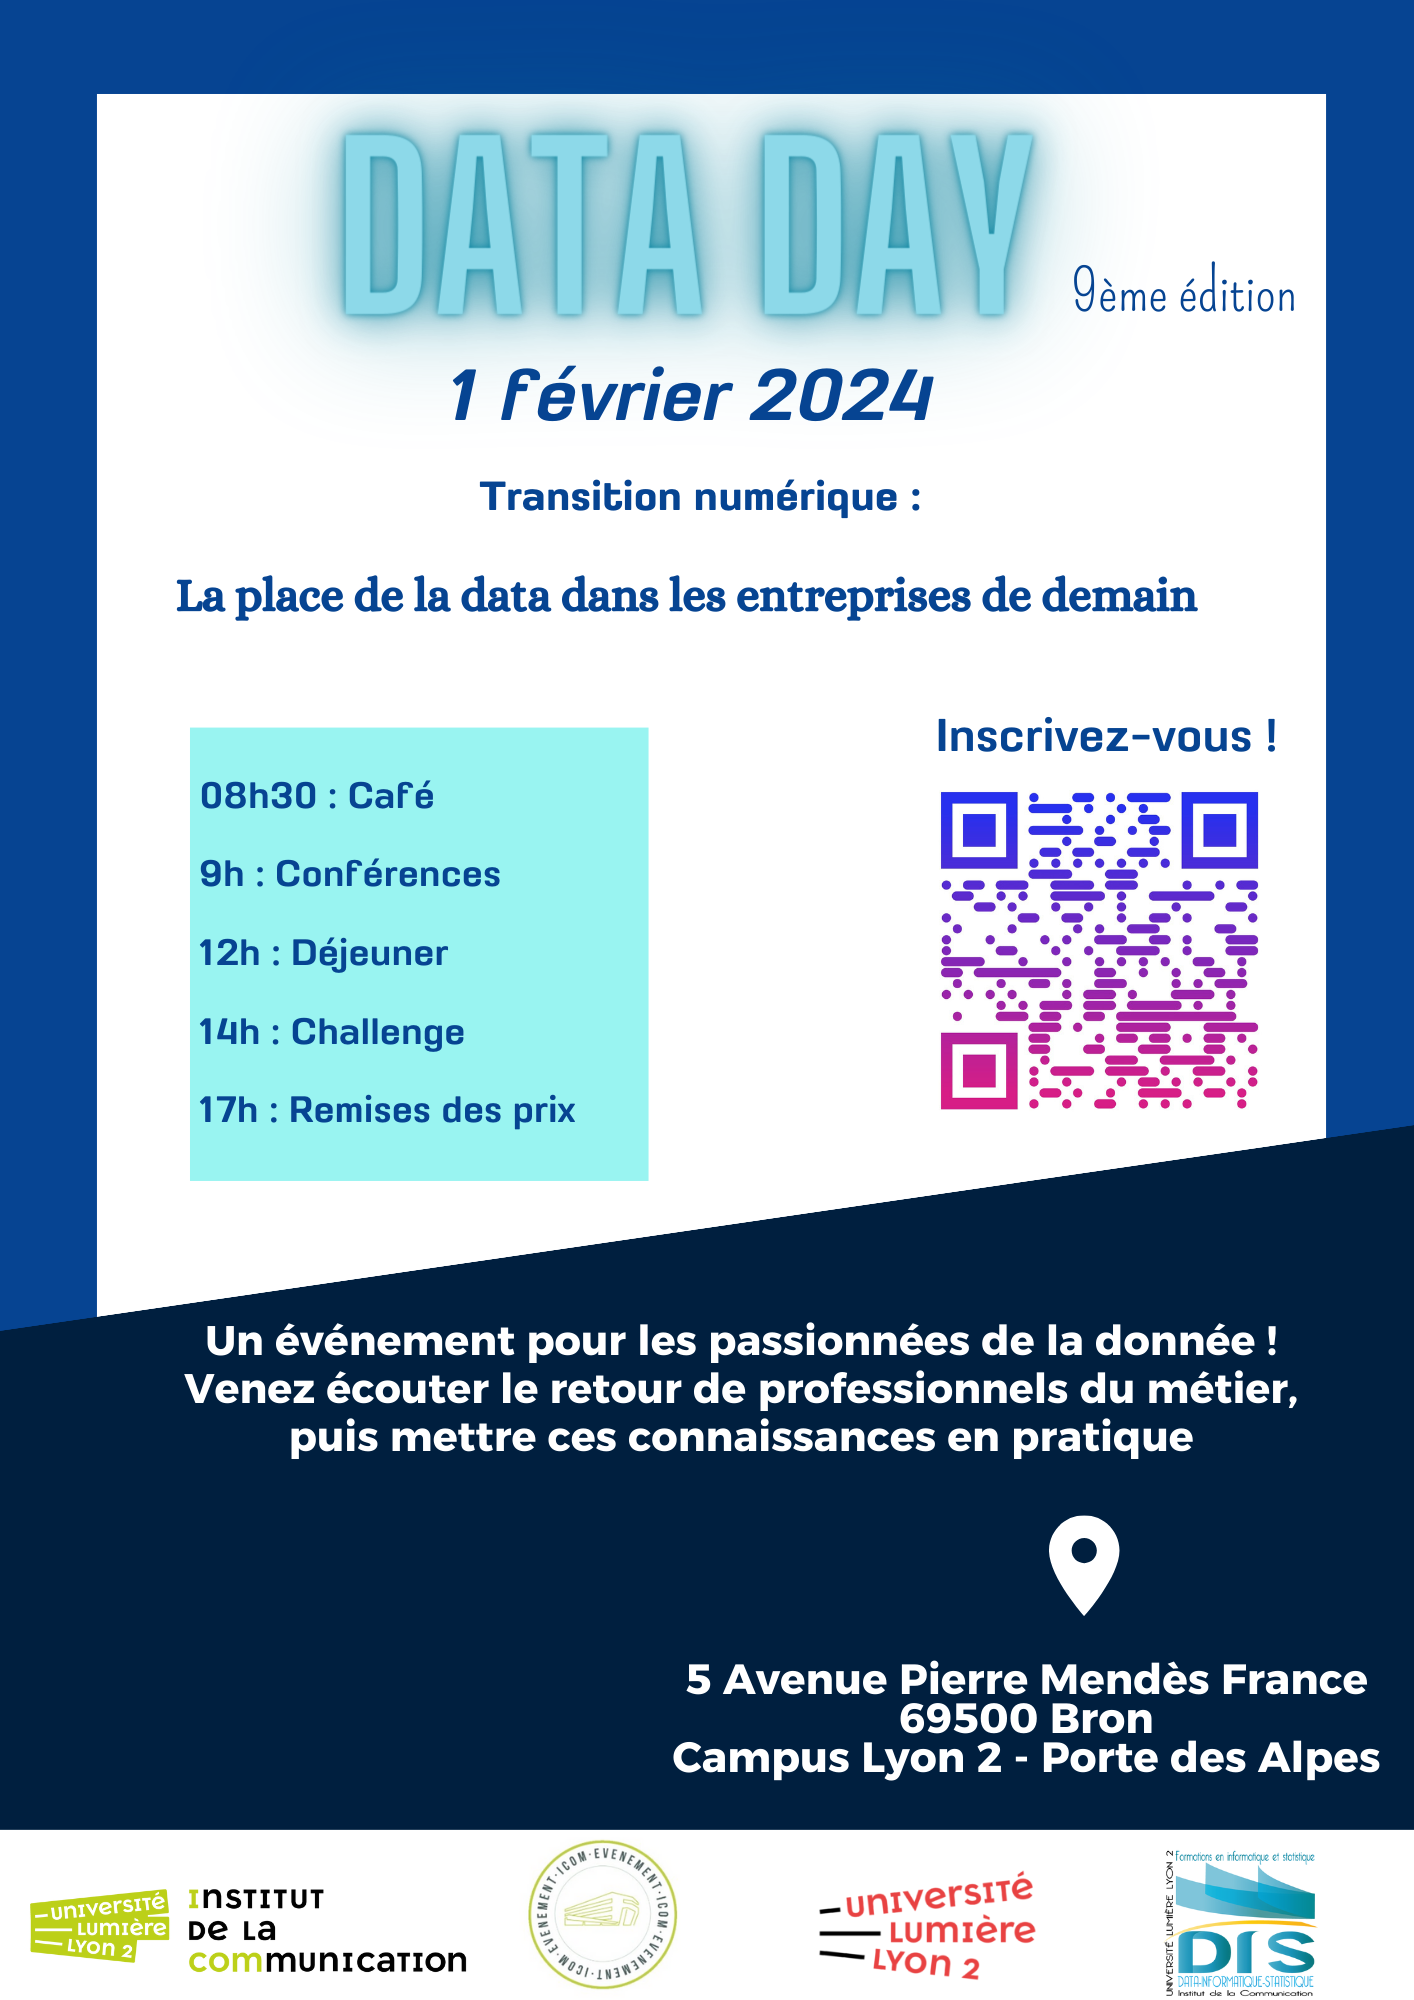 DATA DAY
9ème édition
1 février 2024
Transition numérique :
La place de la data dans les entreprises de demain
Inscrivez-vous !
08h30 : Café
9h : Conférences
12h : Déjeuner
14h : Challenge
17h : Remises des prix
Un événement pour les passionnées de la donnée !
Venez écouter le retour de professionnels du métier,
puis mettre ces connaissances en pratique
5 Avenue Pierre Mendès France
69500 Bron
Campus Lyon 2 - Porte des Alpes
université
Lumière
Lyon 2
Institut
de la
communication
·ICOM·EVENEMENT·ICOM·EVENEMENT·ICOM·EVENEMENT
université
Lumière
Lyon 2
UNIVERSITÉ LUMIÈRE LYON 2
Formations en informatique et statistique
DIS
DATA-INFORMATIQUE-STATISTIQUE
Institut de la Communication